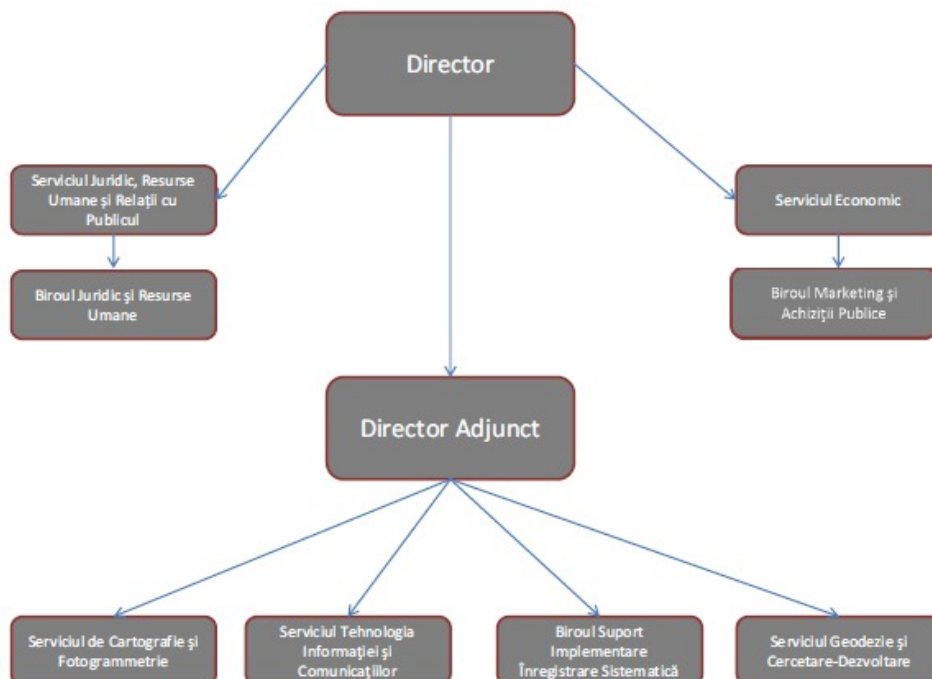 Director
Serviciul Juridic, Resurse
Umane și Relații cu
Publicul
Serviciul Economic
Biroul Juridic și Resurse
Umane
Biroul Marketing și
Achiziții Publice
Director Adjunct
Serviciul de Cartografie și
Fotogrammetrie
Serviciul Tehnologia
Informației și
Comunicațiilor
Biroul Suport
Implementare
Înregistrare Sistematică
Serviciul Geodezie și
Cercetare-Dezvoltare